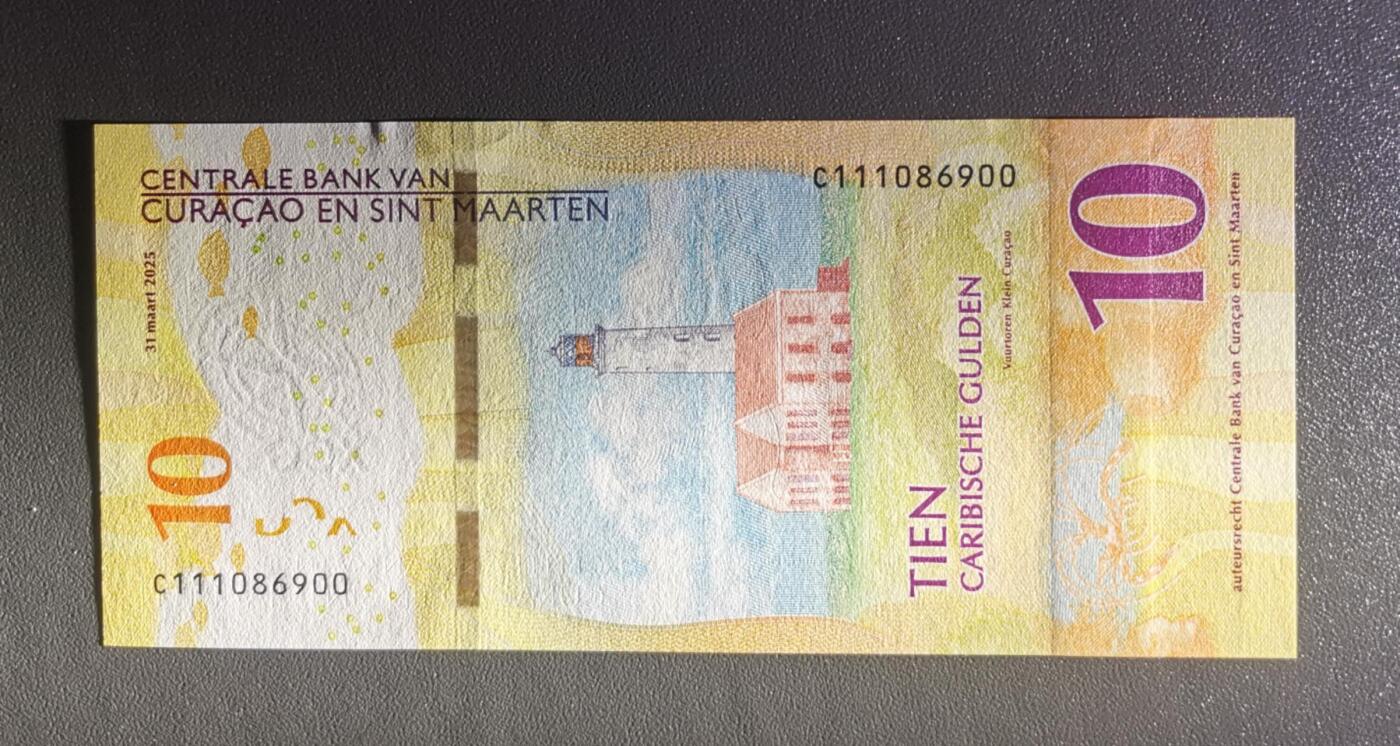 CENTRALE BANK VAN
CURAÇAO EN SINT MAARTEN
C111086900
31 maart 2025
10
C111086900
TIEN
CARIBISCHE GULDEN
Vuurtoren Klein Curaçao
10
auteursrecht Centrale Bank van Curaçao en Sint Maarten